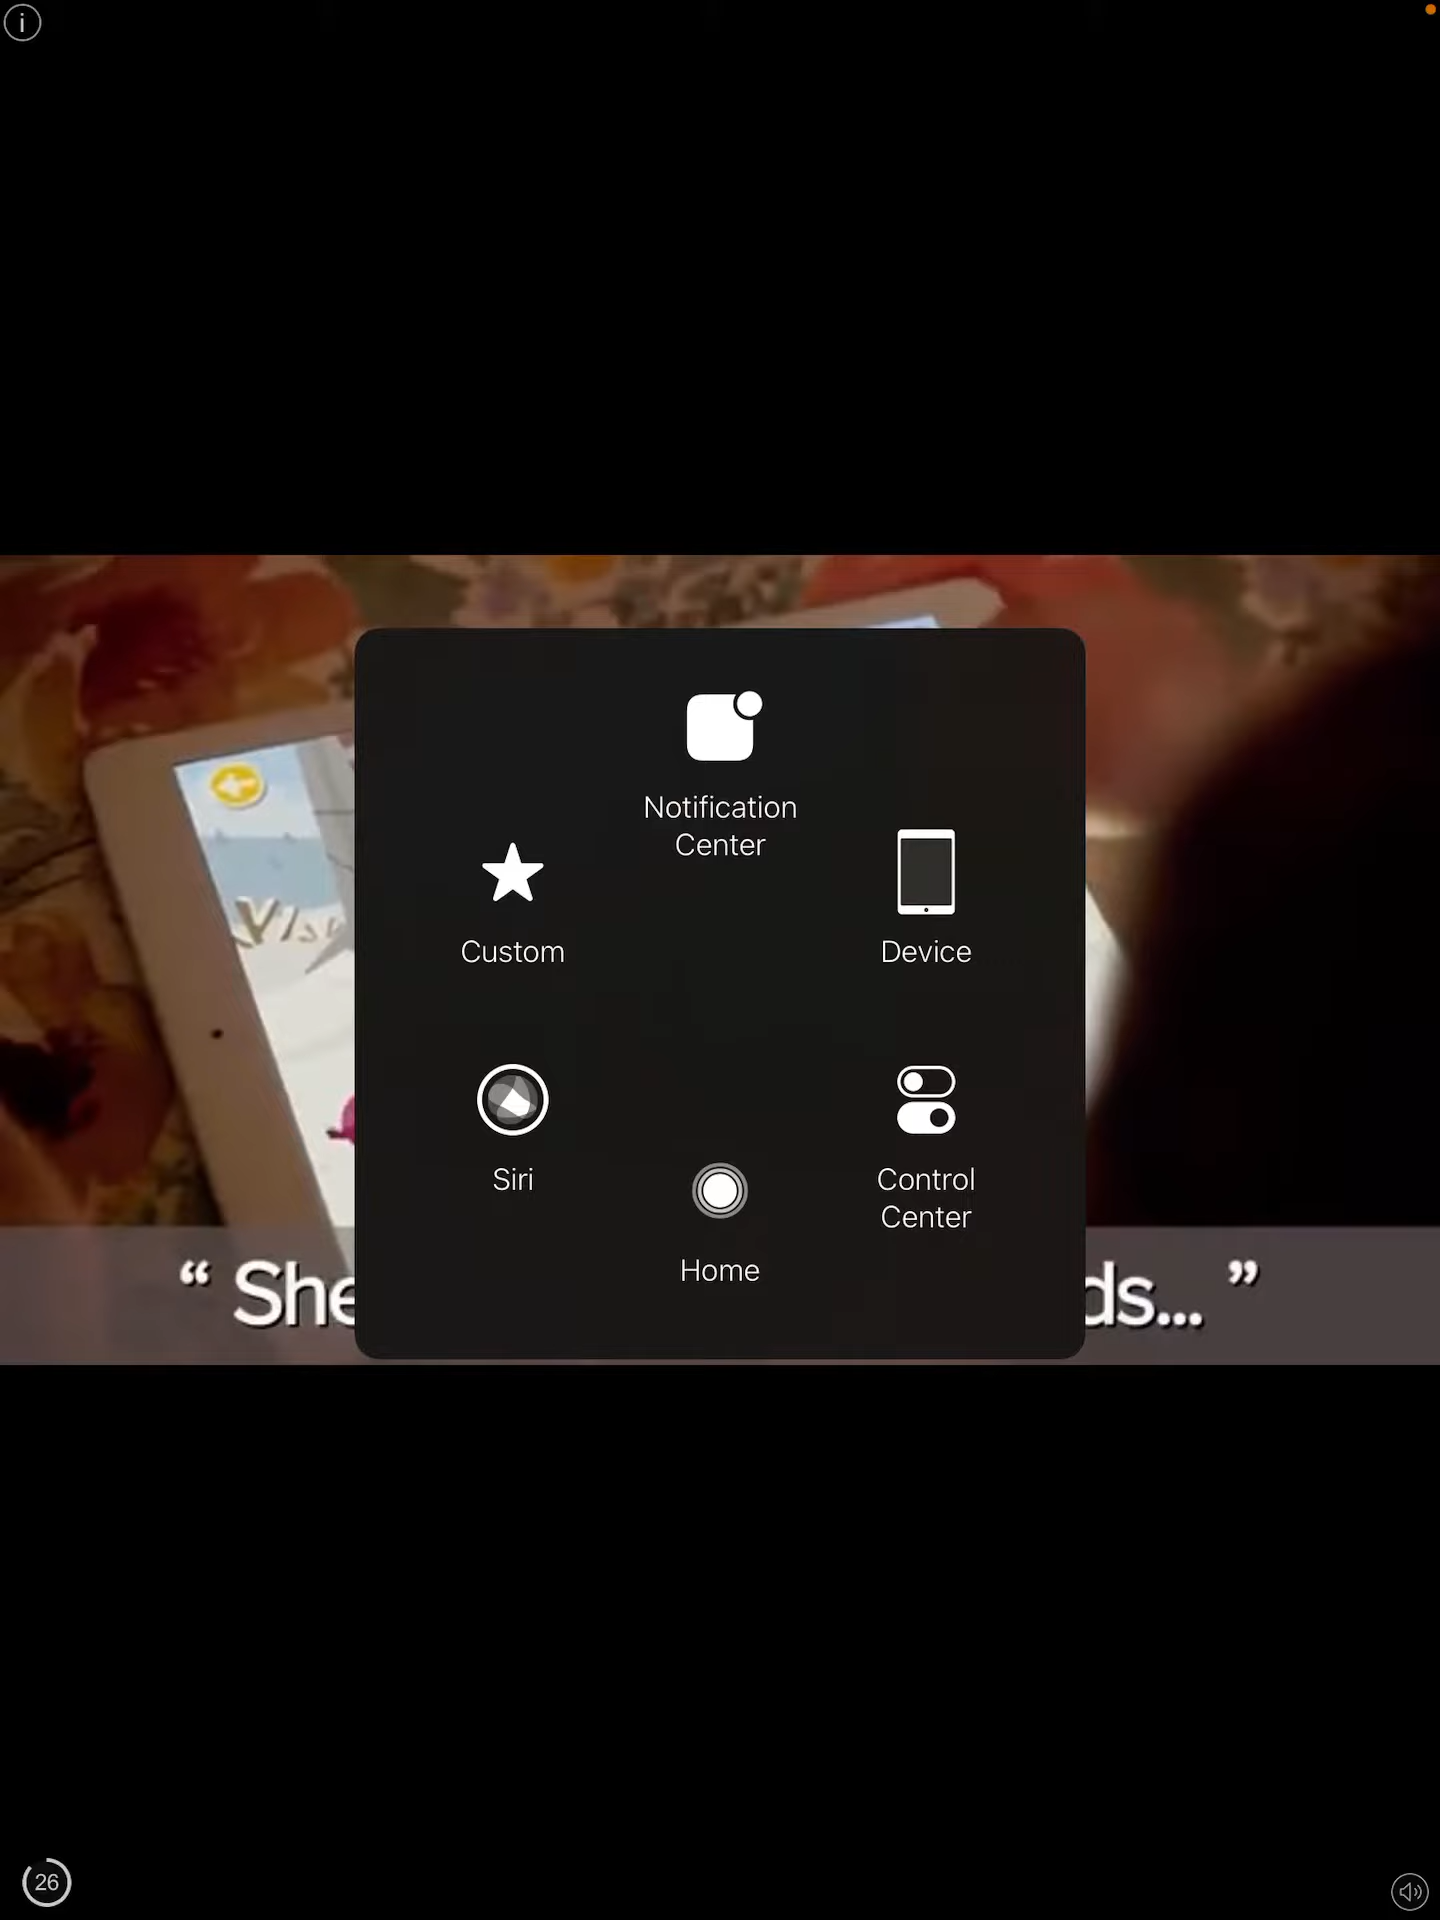 i
Notification
Center
Custom
Device
Siri
Control
Center
Home
“ She
ds... ”
26